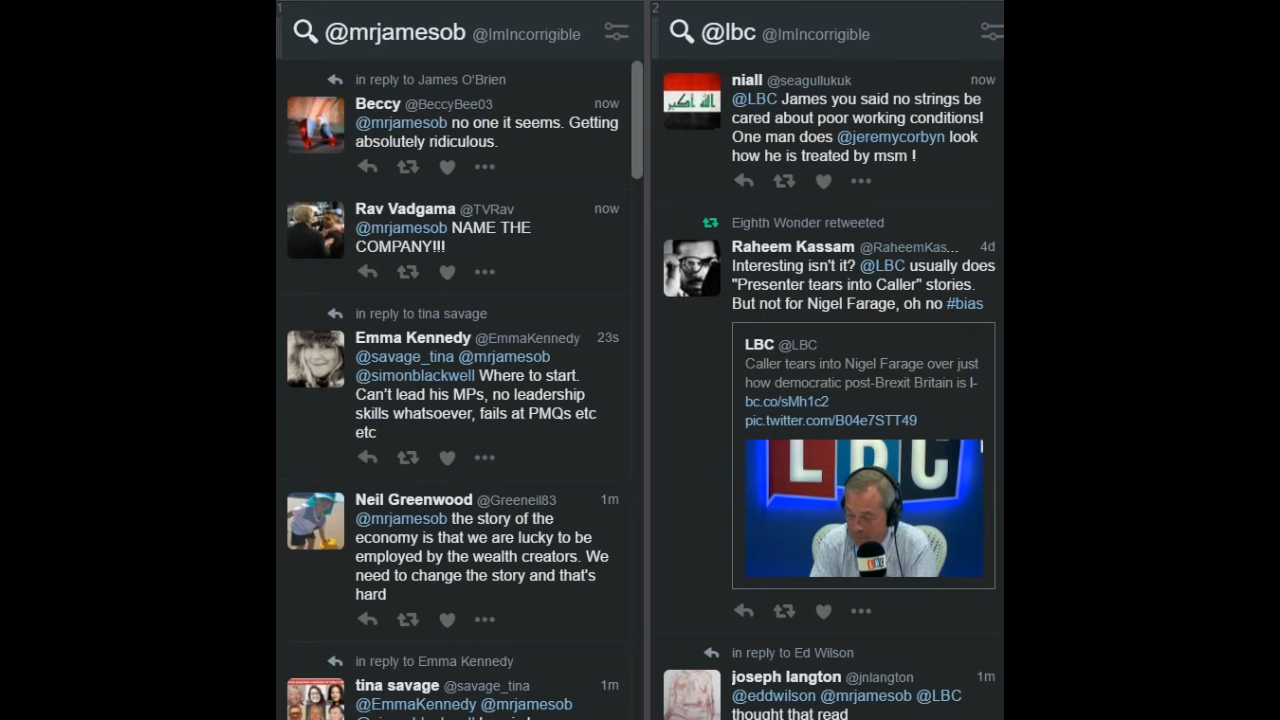 1
@mrjamesob @ImIncorrigible
in reply to James O'Brien
Beccy @BeccyBee03 now
@mrjamesob no one it seems. Getting
absolutely ridiculous.
Rav Vadgama @TVRav now
@mrjamesob NAME THE
COMPANY!!!
in reply to tina savage
Emma Kennedy @EmmaKennedy 23s
@savage_tina @mrjamesob
@simonblackwell Where to start.
Can't lead his MPs, no leadership
skills whatsoever, fails at PMQs etc
etc
Neil Greenwood @Greeneil83 1m
@mrjamesob the story of the
economy is that we are lucky to be
employed by the wealth creators. We
need to change the story and that's
hard
in reply to Emma Kennedy
tina savage @savage_tina 1m
@EmmaKennedy @mrjamesob
2
@lbc @ImIncorrigible
niall @seagullukuk now
@LBC James you said no strings be
cared about poor working conditions!
One man does @jeremycorbyn look
how he is treated by msm !
الله أكبر
Eighth Wonder retweeted
Raheem Kassam @RaheemKas... 4d
Interesting isn't it? @LBC usually does
"Presenter tears into Caller" stories.
But not for Nigel Farage, oh no #bias
LBC @LBC
Caller tears into Nigel Farage over just
how democratic post-Brexit Britain is l-
bc.co/sMh1c2
pic.twitter.com/B04e7STT49
LBC
LBC
in reply to Ed Wilson
joseph langton @jnlangton 1m
@eddwilson @mrjamesob @LBC
thought that read